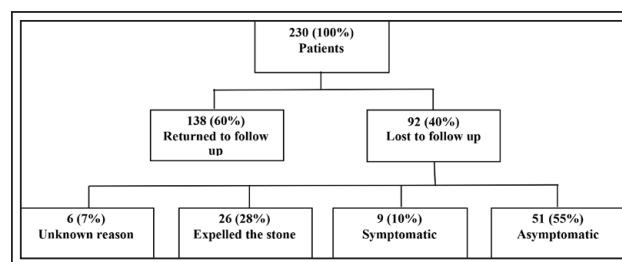 230 (100%)
Patients
138 (60%)
Returned to follow
up
92 (40%)
Lost to follow up
6 (7%)
Unknown reason
26 (28%)
Expelled the stone
9 (10%)
Symptomatic
51 (55%)
Asymptomatic